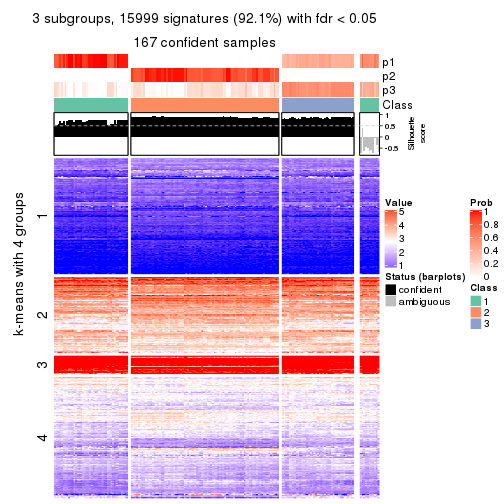 3 subgroups, 15999 signatures (92.1%) with fdr < 0.05
167 confident samples
p1
p2
p3
Class
1
0.5
0
-0.5
Silhouette
score
k-means with 4 groups
1
2
3
4
Value
5
4
3
2
1
Status (barplots)
confident
ambiguous
Prob
1
0.8
0.6
0.4
0.2
0
Class
1
2
3